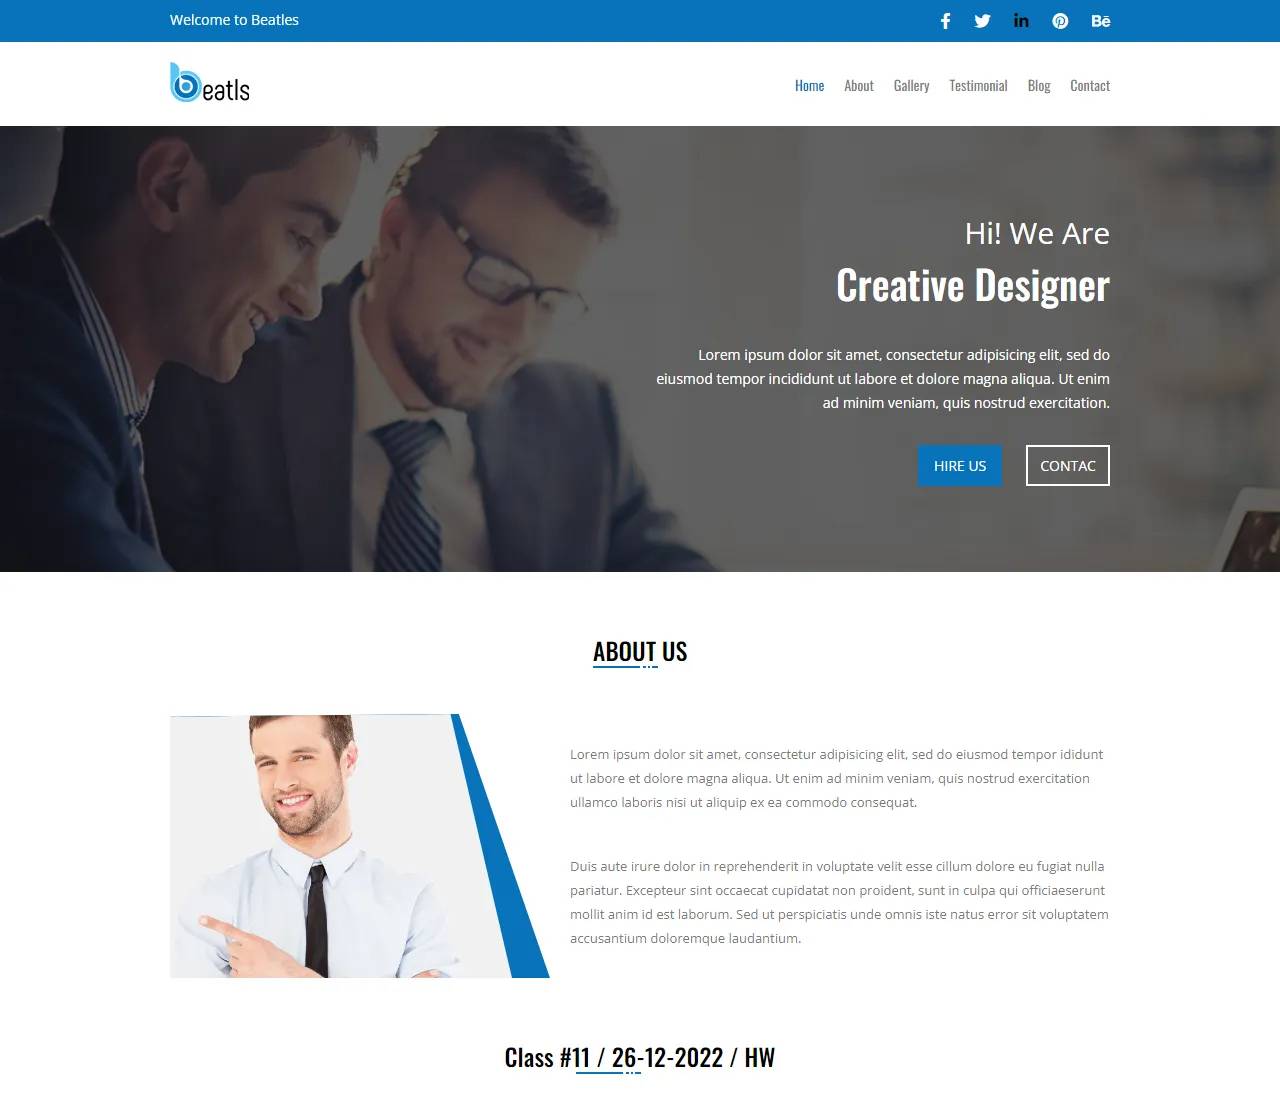 Welcome to Beatles
beatls
Home About Gallery Testimonial Blog Contact
Hi! We Are
Creative Designer
Lorem ipsum dolor sit amet, consectetur adipisicing elit, sed do
eiusmod tempor incididunt ut labore et dolore magna aliqua. Ut enim
ad minim veniam, quis nostrud exercitation.
HIRE US CONTAC
ABOUT US
Lorem ipsum dolor sit amet, consectetur adipisicing elit, sed do eiusmod tempor ididunt
ut labore et dolore magna aliqua. Ut enim ad minim veniam, quis nostrud exercitation
ullamco laboris nisi ut aliquip ex ea commodo consequat.
Duis aute irure dolor in reprehenderit in voluptate velit esse cillum dolore eu fugiat nulla
pariatur. Excepteur sint occaecat cupidatat non proident, sunt in culpa qui officiaeserunt
mollit anim id est laborum. Sed ut perspiciatis unde omnis iste natus error sit voluptatem
accusantium doloremque laudantium.
Class #11 / 26-12-2022 / HW